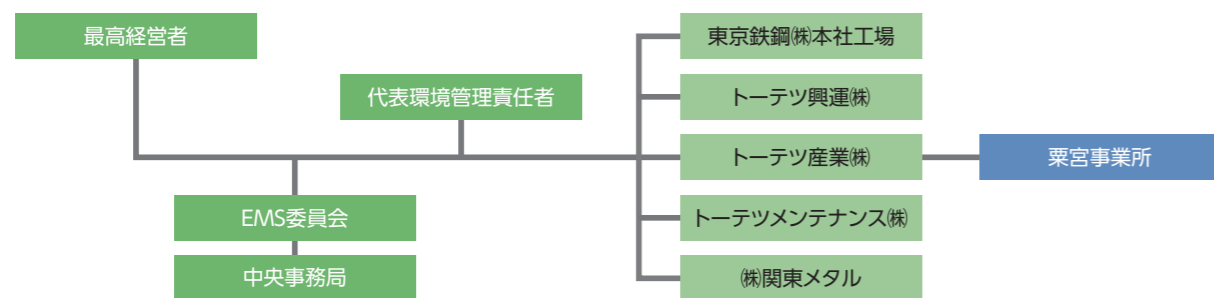 最高経営者
代表環境管理責任者
EMS委員会
中央事務局
東京鉄鋼㈱本社工場
トーテツ興運㈱
トーテツ産業㈱
粟宮事業所
トーテツメンテナンス㈱
㈱関東メタル